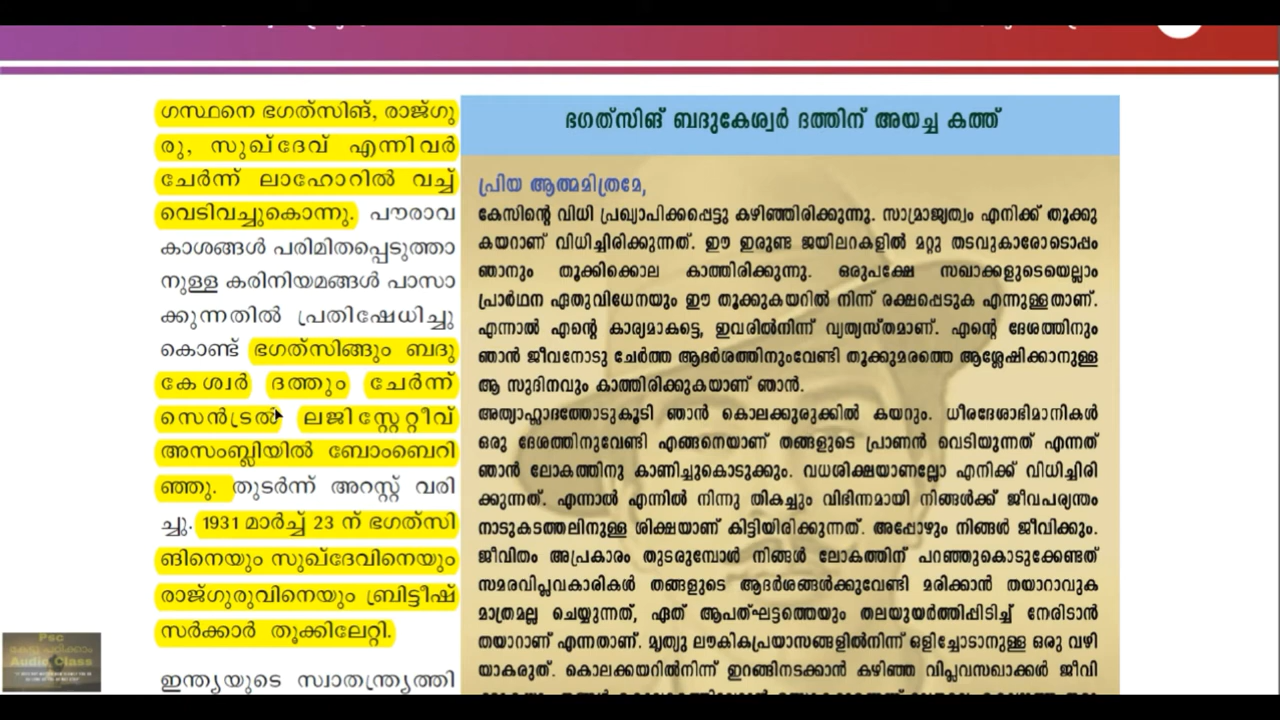 ഗസ്ഥനെ ഭഗത്സിങ്, രാജ്ഗു
രു, സുഖ്ദേവ് എന്നിവർ
ചേർന്ന് ലാഹോറിൽ വച്ച്
വെടിവച്ചുകൊന്നു. പൗരാവ
കാശങ്ങൾ പരിമിതപ്പെടുത്താ
നുള്ള കരിനിയമങ്ങൾ പാസാ
ക്കുന്നതിൽ പ്രതിഷേധിച്ചു
കൊണ്ട് ഭഗത്സിങ്ങും ബദു
കേശ്വർ ദത്തും ചേർന്ന്
സെൻട്രൽ ലജിസ്ലേറ്റീവ്
അസംബ്ലിയിൽ ബോംബെറി
ഞ്ഞു. തുടർന്ന് അറസ്റ്റ് വരി
ച്ചു. 1931 മാർച്ച് 23 ന് ഭഗത്സി
ങിനെയും സുഖ്ദേവിനെയും
രാജ്ഗുരുവിനെയും ബ്രിട്ടീഷ്
സർക്കാർ തൂക്കിലേറ്റി.
ഇന്ത്യയുടെ സ്വാതന്ത്ര്യത്തി
ഭഗത്സിങ് ബദുകേശ്വർ ദത്തിന് അയച്ച കത്ത്
പ്രിയ ആത്മമിത്രമേ,
കേസിന്റെ വിധി പ്രഖ്യാപിക്കപ്പെട്ടു കഴിഞ്ഞിരിക്കുന്നു. സാമ്രാജ്യത്വം എനിക്ക് തൂക്കു
കയറാണ് വിധിച്ചിരിക്കുന്നത്. ഈ ഇരുണ്ട ജയിലറകളിൽ മറ്റു തടവുകാരോടൊപ്പം
ഞാനും തൂക്കിക്കൊല കാത്തിരിക്കുന്നു. ഒരുപക്ഷേ സഖാക്കളുടെയെല്ലാം
പ്രാർഥന ഏതുവിധേനയും ഈ തൂക്കുകയറിൽ നിന്ന് രക്ഷപ്പെടുക എന്നുള്ളതാണ്.
എന്നാൽ എന്റെ കാര്യമാകട്ടെ, ഇവരിൽനിന്ന് വ്യത്യസ്തമാണ്. എന്റെ ദേശത്തിനും
ഞാൻ ജീവനോടു ചേർത്ത ആദർശത്തിനുംവേണ്ടി തൂക്കുമരത്തെ ആശ്ലേഷിക്കാനുള്ള
ആ സുദിനവും കാത്തിരിക്കുകയാണ് ഞാൻ.
അത്യാഹ്ലാദത്തോടുകൂടി ഞാൻ കൊലക്കുരുക്കിൽ കയറും. ധീരദേശാഭിമാനികൾ
ഒരു ദേശത്തിനുവേണ്ടി എങ്ങനെയാണ് തങ്ങളുടെ പ്രാണൻ വെടിയുന്നത് എന്നത്
ഞാൻ ലോകത്തിനു കാണിച്ചുകൊടുക്കും. വധശിക്ഷയാണല്ലോ എനിക്ക് വിധിച്ചിരി
ക്കുന്നത്. എന്നാൽ എന്നിൽ നിന്നു തികച്ചും വിഭിന്നമായി നിങ്ങൾക്ക് ജീവപര്യന്തം
നാടുകടത്തലിനുള്ള ശിക്ഷയാണ് കിട്ടിയിരിക്കുന്നത്. അപ്പോഴും നിങ്ങൾ ജീവിക്കും.
ജീവിതം അപ്രകാരം തുടരുമ്പോൾ നിങ്ങൾ ലോകത്തിന് പറഞ്ഞുകൊടുക്കേണ്ടത്
സമരവിപ്ലവകാരികൾ തങ്ങളുടെ ആദർശങ്ങൾക്കുവേണ്ടി മരിക്കാൻ തയാറാവുക
മാത്രമല്ല ചെയ്യുന്നത്, ഏത് ആപത്ഘട്ടത്തെയും തലയുയർത്തിപ്പിടിച്ച് നേരിടാൻ
തയാറാണ് എന്നതാണ്. മൃത്യു ലൗകികപ്രയാസങ്ങളിൽനിന്ന് ഒളിച്ചോടാനുള്ള ഒരു വഴി
യാകരുത്. കൊലക്കയറിൽനിന്ന് ഇറങ്ങിനടക്കാൻ കഴിഞ്ഞ വിപ്ലവസഖാക്കൾ ജീവി
Psc
കേട്ടു പഠിക്കാം
Audio Class